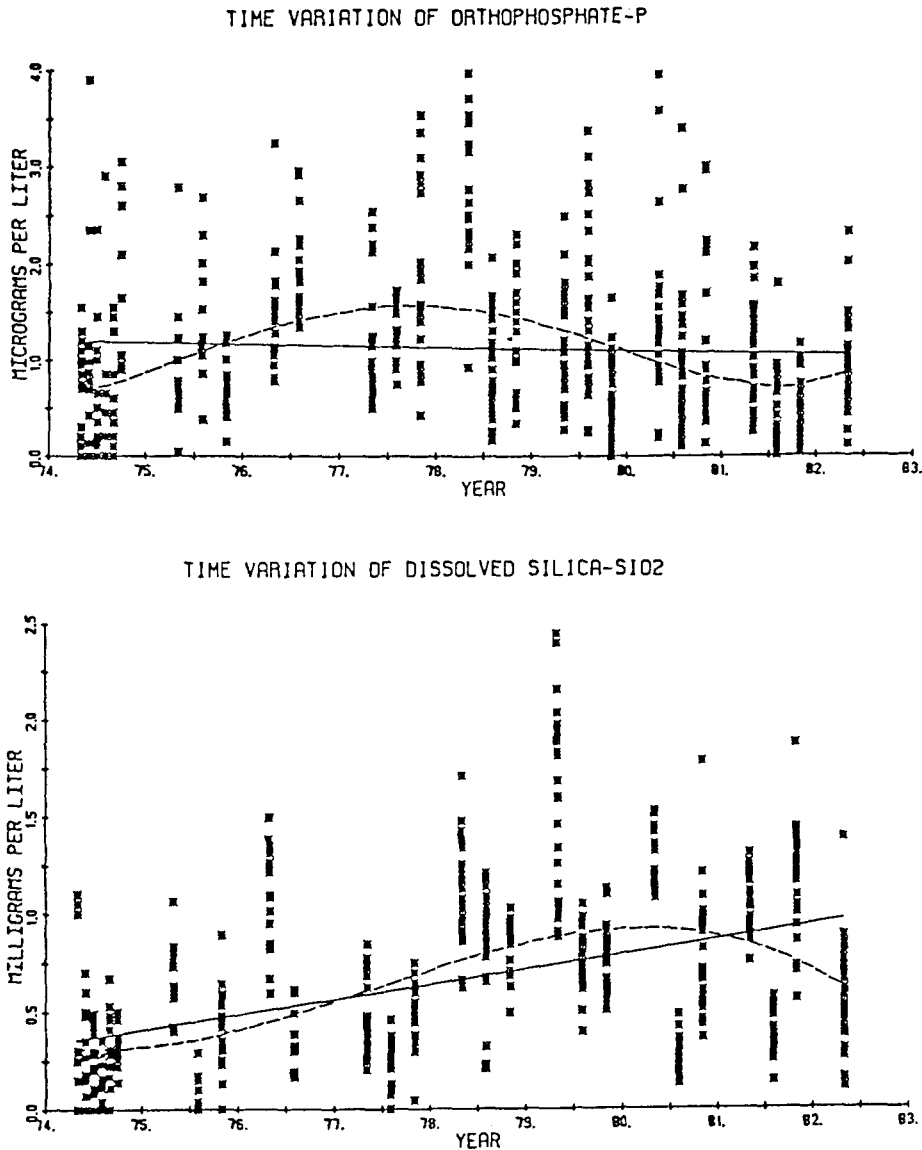 TIME VARIATION OF ORTHOPHOSPHATE-P
MICROGRAMS PER LITER
4.0
3.0
2.0
1.0
0.0
74. 75. 76. 77. 78. 79. 80. 81. 82. 83.
YEAR
TIME VARIATION OF DISSOLVED SILICA-SIO2
MILLIGRAMS PER LITER
2.5
2.0
1.5
1.0
0.5
0.0
74. 75. 76. 77. 78. 79. 80. 81. 82. 83.
YEAR